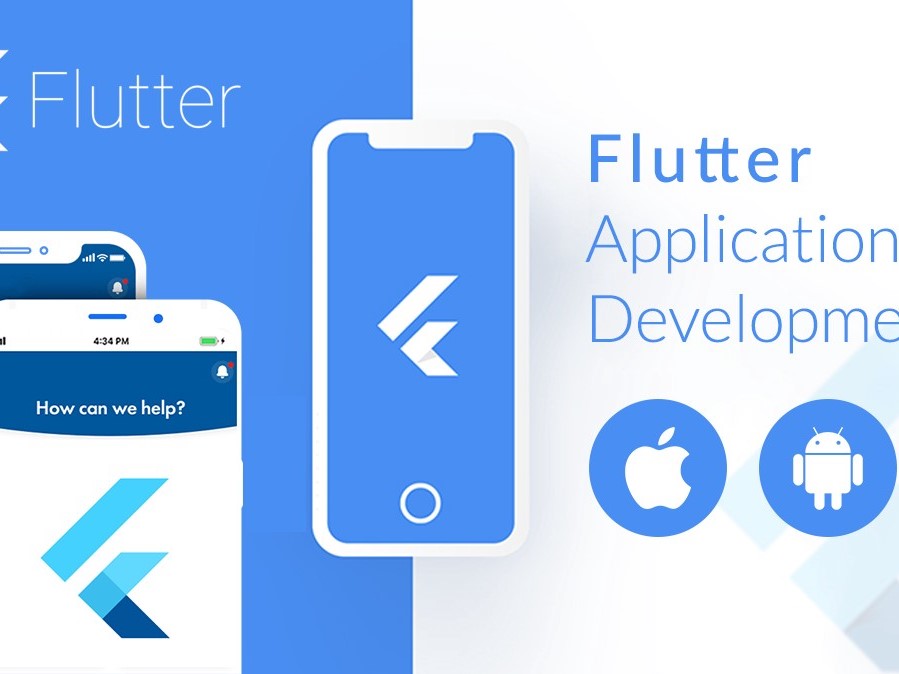 Flutter
4:34 PM
How can we help?
Flutter
Application
Developme